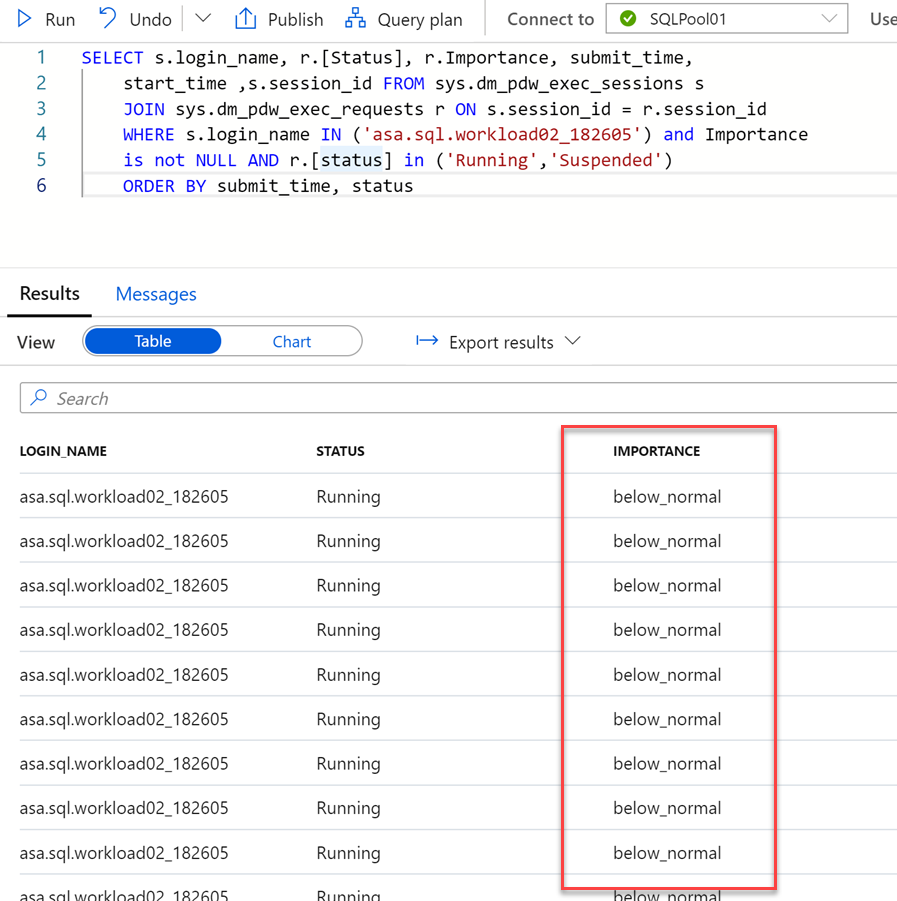 Run Undo Publish Query plan Connect to SQLPool01 Use
1 SELECT s.login_name, r.[Status], r.Importance, submit_time,
2 start_time ,s.session_id FROM sys.dm_pdw_exec_sessions s
3 JOIN sys.dm_pdw_exec_requests r ON s.session_id = r.session_id
4 WHERE s.login_name IN ('asa.sql.workload02_182605') and Importance
5 is not NULL AND r.[status] in ('Running','Suspended')
6 ORDER BY submit_time, status
Results Messages
View Table Chart Export results
Search
LOGIN_NAME STATUS IMPORTANCE
asa.sql.workload02_182605 Running below_normal
asa.sql.workload02_182605 Running below_normal
asa.sql.workload02_182605 Running below_normal
asa.sql.workload02_182605 Running below_normal
asa.sql.workload02_182605 Running below_normal
asa.sql.workload02_182605 Running below_normal
asa.sql.workload02_182605 Running below_normal
asa.sql.workload02_182605 Running below_normal
asa.sql.workload02_182605 Running below_normal
asa.sql.workload02_182605 Running below_normal